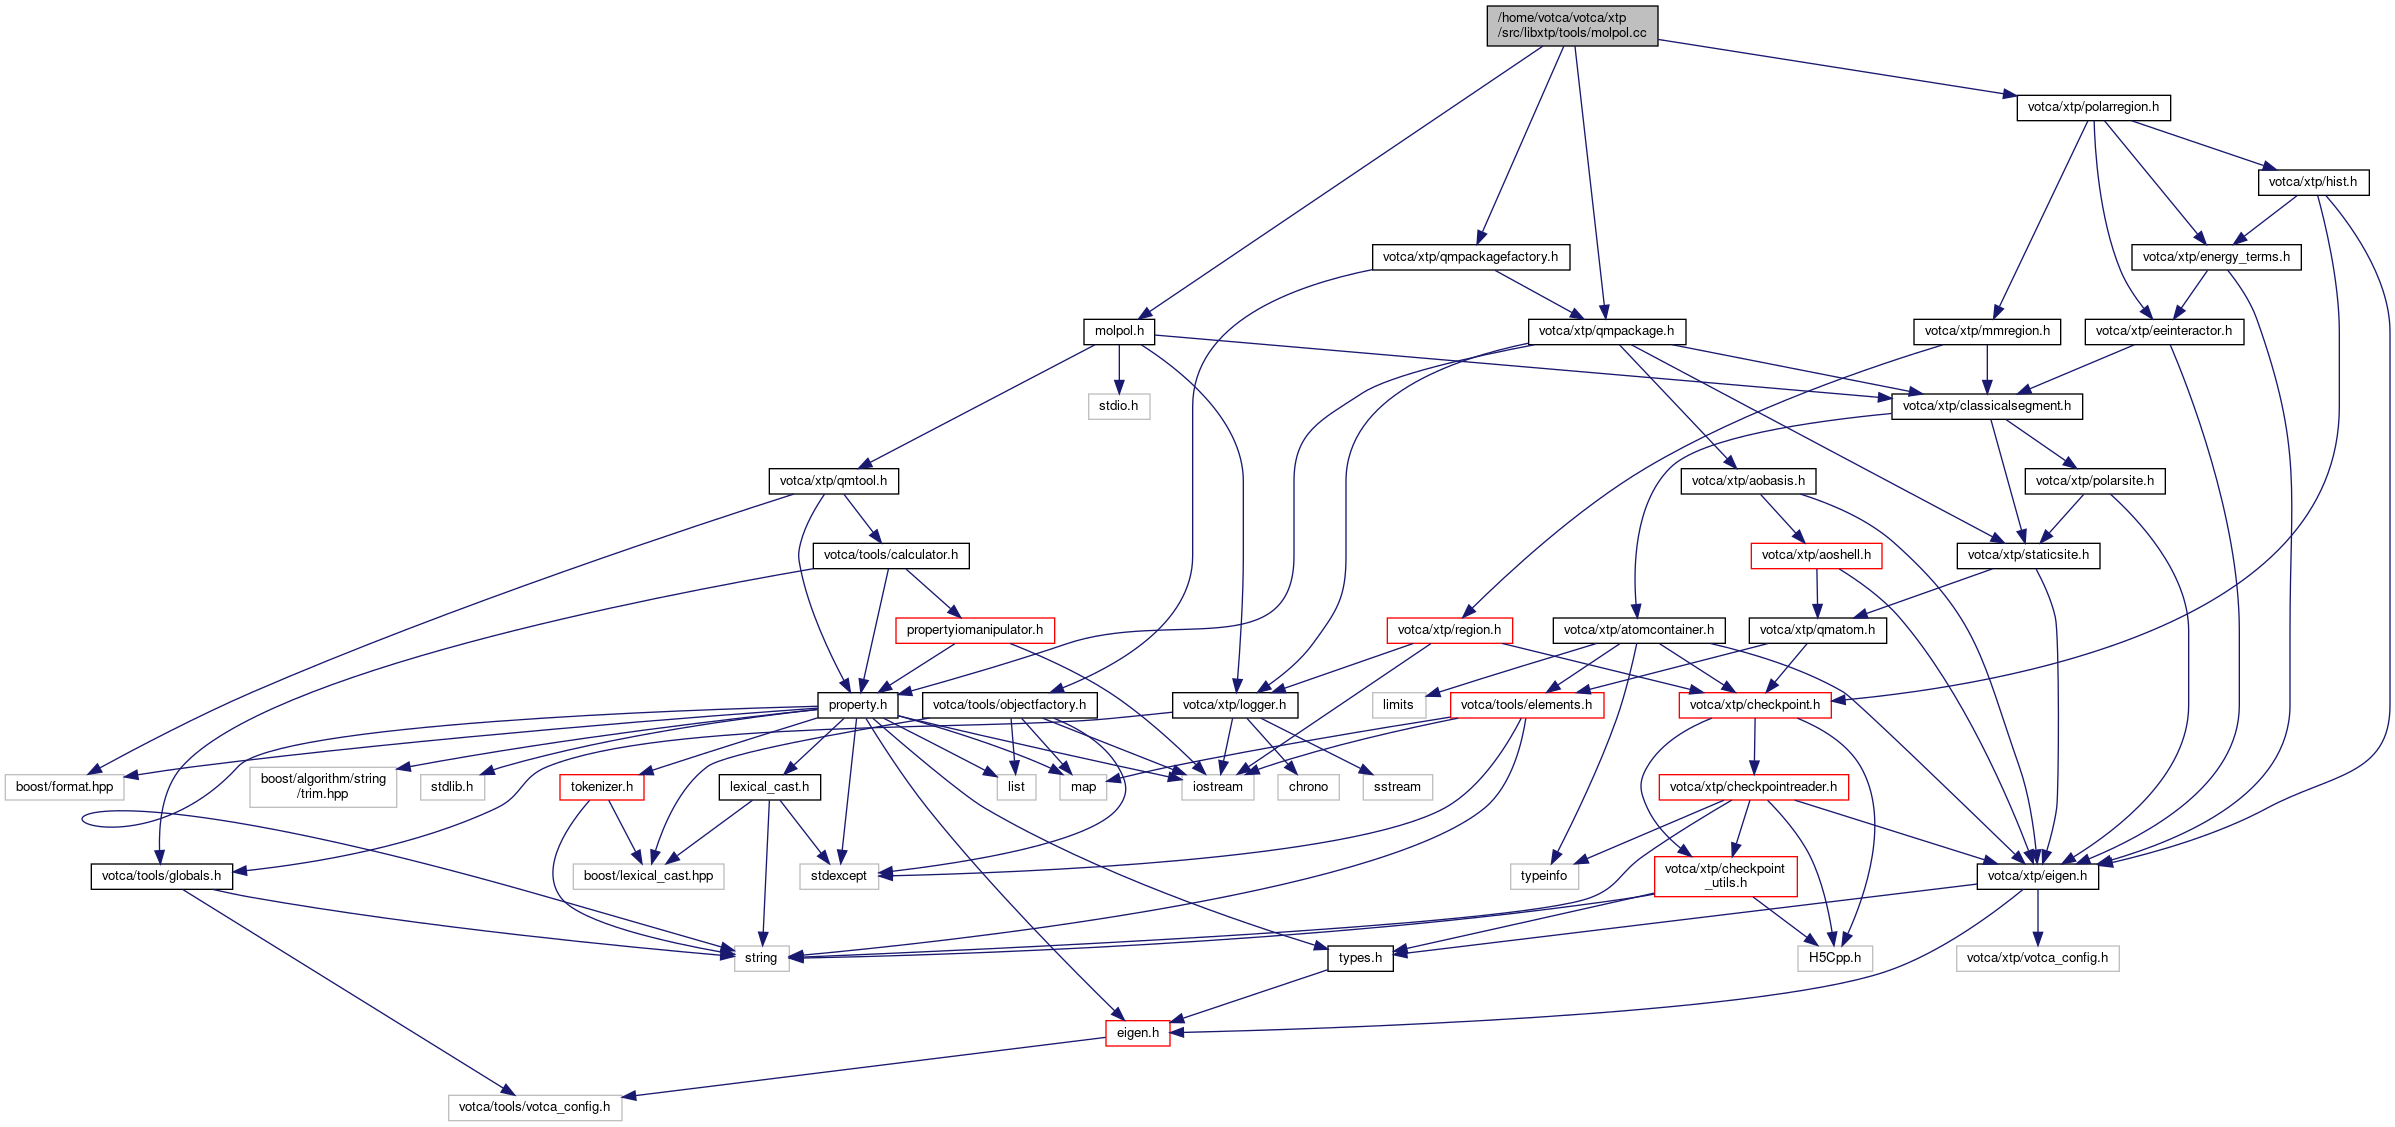 /home/votca/votca/xtp
/src/libxtp/tools/molpol.cc
votca/xtp/polarregion.h
votca/xtp/hist.h
votca/xtp/qmpackagefactory.h
votca/xtp/energy_terms.h
molpol.h
votca/xtp/qmpackage.h
votca/xtp/mmregion.h
votca/xtp/eeinteractor.h
stdio.h
votca/xtp/classicalsegment.h
votca/xtp/qmtool.h
votca/xtp/aobasis.h
votca/xtp/polarsite.h
votca/tools/calculator.h
votca/xtp/aoshell.h
votca/xtp/staticsite.h
propertyiomanipulator.h
votca/xtp/region.h
votca/xtp/atomcontainer.h
votca/xtp/qmatom.h
property.h
votca/tools/objectfactory.h
votca/xtp/logger.h
limits
votca/tools/elements.h
votca/xtp/checkpoint.h
boost/format.hpp
boost/algorithm/string
/trim.hpp
stdlib.h
tokenizer.h
lexical_cast.h
list
map
iostream
chrono
sstream
votca/xtp/checkpointreader.h
votca/tools/globals.h
boost/lexical_cast.hpp
stdexcept
typeinfo
votca/xtp/checkpoint
_utils.h
votca/xtp/eigen.h
string
types.h
H5Cpp.h
votca/xtp/votca_config.h
eigen.h
votca/tools/votca_config.h